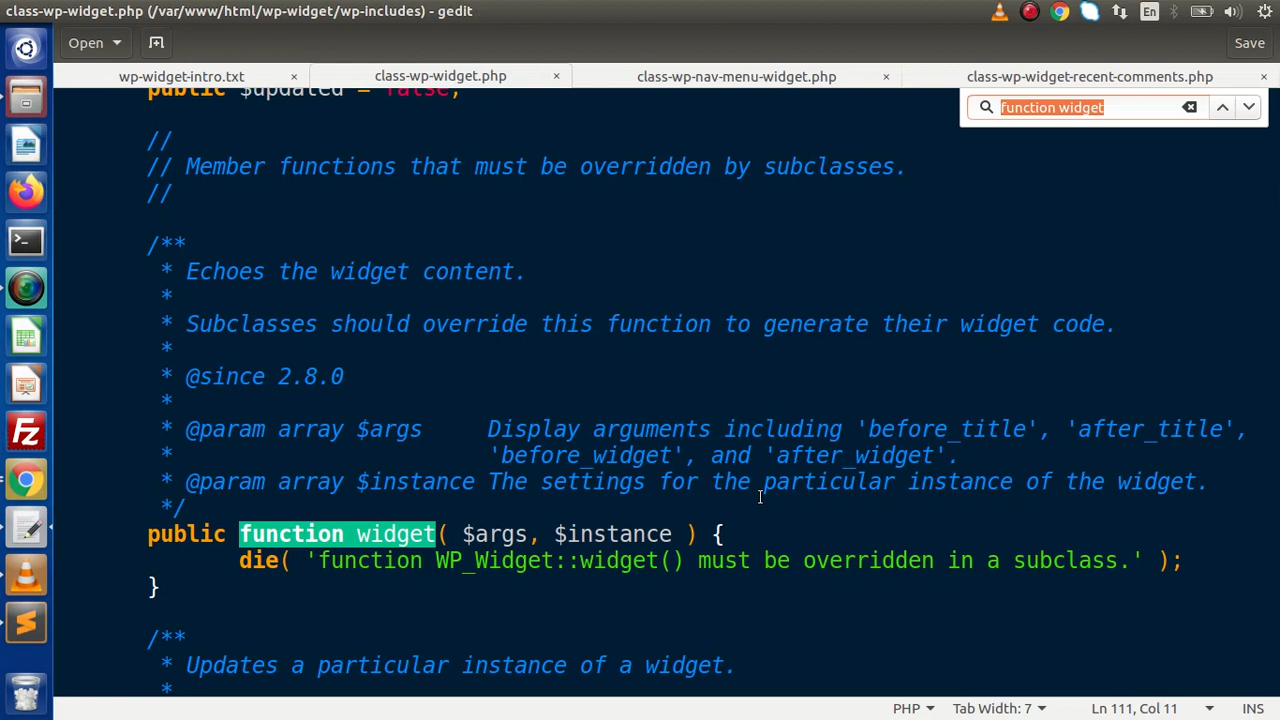 class-wp-widget.php (/var/www/html/wp-widget/wp-includes) - gedit
En
Open
Save
wp-widget-intro.txt × class-wp-widget.php × class-wp-nav-menu-widget.php × class-wp-widget-recent-comments.php ×
function widget
public $updated = false;
//
// Member functions that must be overridden by subclasses.
//
/**
* Echoes the widget content.
*
* Subclasses should override this function to generate their widget code.
*
* @since 2.8.0
*
* @param array $args     Display arguments including 'before_title', 'after_title',
*                        'before_widget', and 'after_widget'.
* @param array $instance The settings for the particular instance of the widget.
*/
public function widget( $args, $instance ) {
die( 'function WP_Widget::widget() must be overridden in a subclass.' );
}
/**
* Updates a particular instance of a widget.
*
PHP Tab Width: 7 Ln 111, Col 11 INS